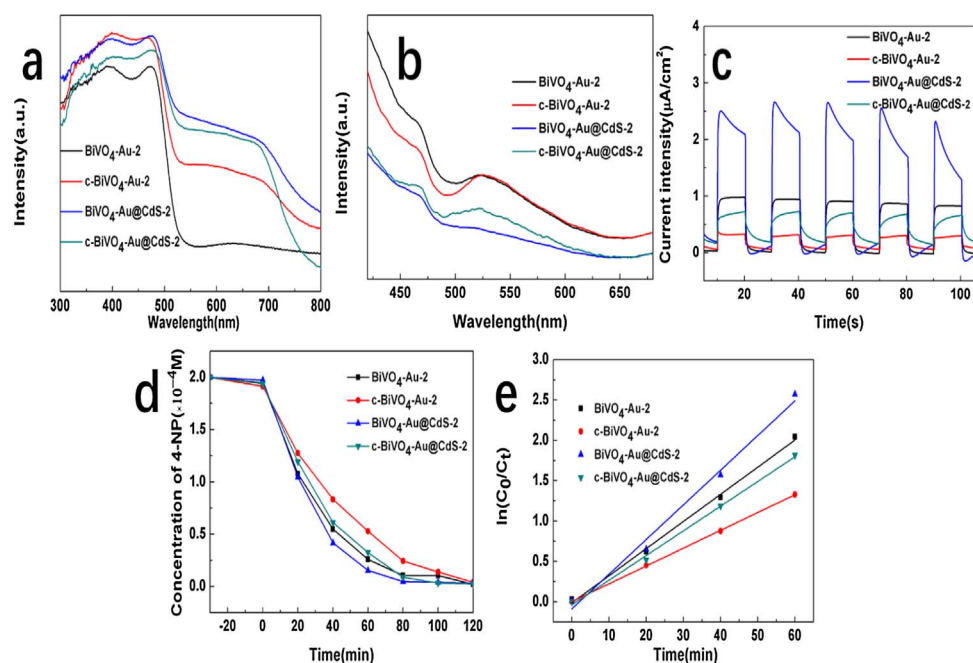 a
Intensity(a.u.)
BiVO₄-Au-2
c-BiVO₄-Au-2
BiVO₄-Au@CdS-2
c-BiVO₄-Au@CdS-2
300 400 500 600 700 800
Wavelength(nm)
b
Intensity(a.u.)
BiVO₄-Au-2
c-BiVO₄-Au-2
BiVO₄-Au@CdS-2
c-BiVO₄-Au@CdS-2
450 500 550 600 650
Wavelength(nm)
c
Current intensity(μA/cm²)
4
3
2
1
0
BiVO₄-Au-2
c-BiVO₄-Au-2
BiVO₄-Au@CdS-2
c-BiVO₄-Au@CdS-2
20 40 60 80 100
Time(s)
d
Concentration of 4-NP(×10⁻⁴M)
2.0
1.5
1.0
0.5
0.0
BiVO₄-Au-2
c-BiVO₄-Au-2
BiVO₄-Au@CdS-2
c-BiVO₄-Au@CdS-2
-20 0 20 40 60 80 100 120
Time(min)
e
ln(C₀/Cₜ)
3.0
2.5
2.0
1.5
1.0
0.5
0.0
BiVO₄-Au-2
c-BiVO₄-Au-2
BiVO₄-Au@CdS-2
c-BiVO₄-Au@CdS-2
0 10 20 30 40 50 60
Time(min)